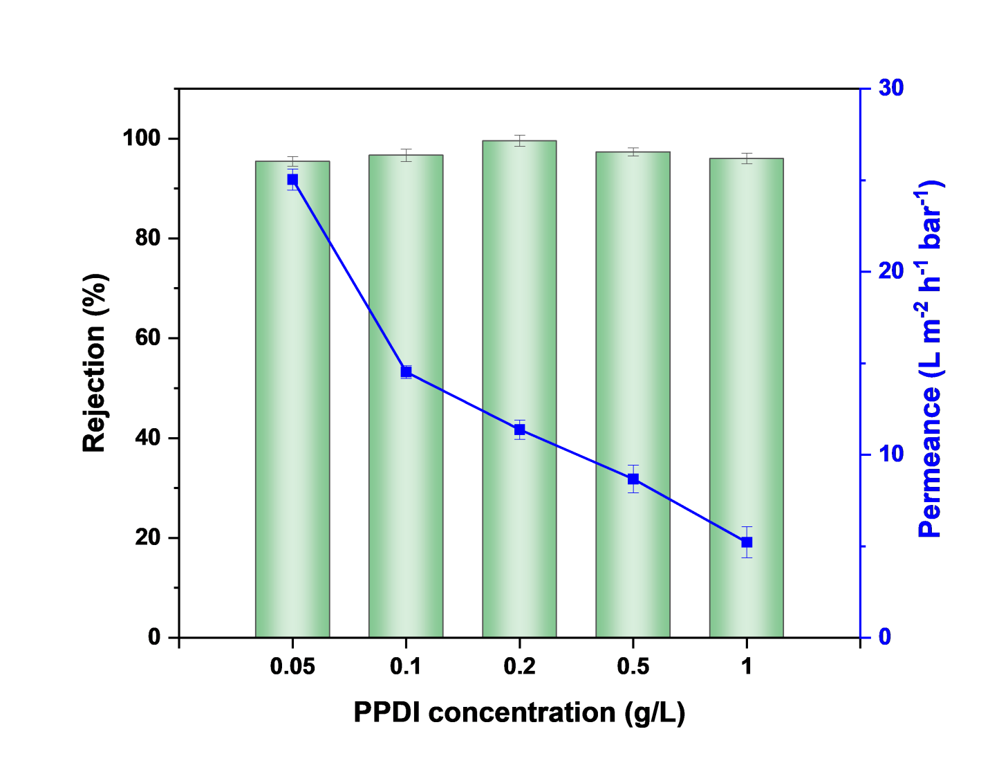 Rejection (%)
100
80
60
40
20
0
0.05 0.1 0.2 0.5 1
PPDI concentration (g/L)
30
20
10
0
Permeance (L m⁻² h⁻¹ bar⁻¹)